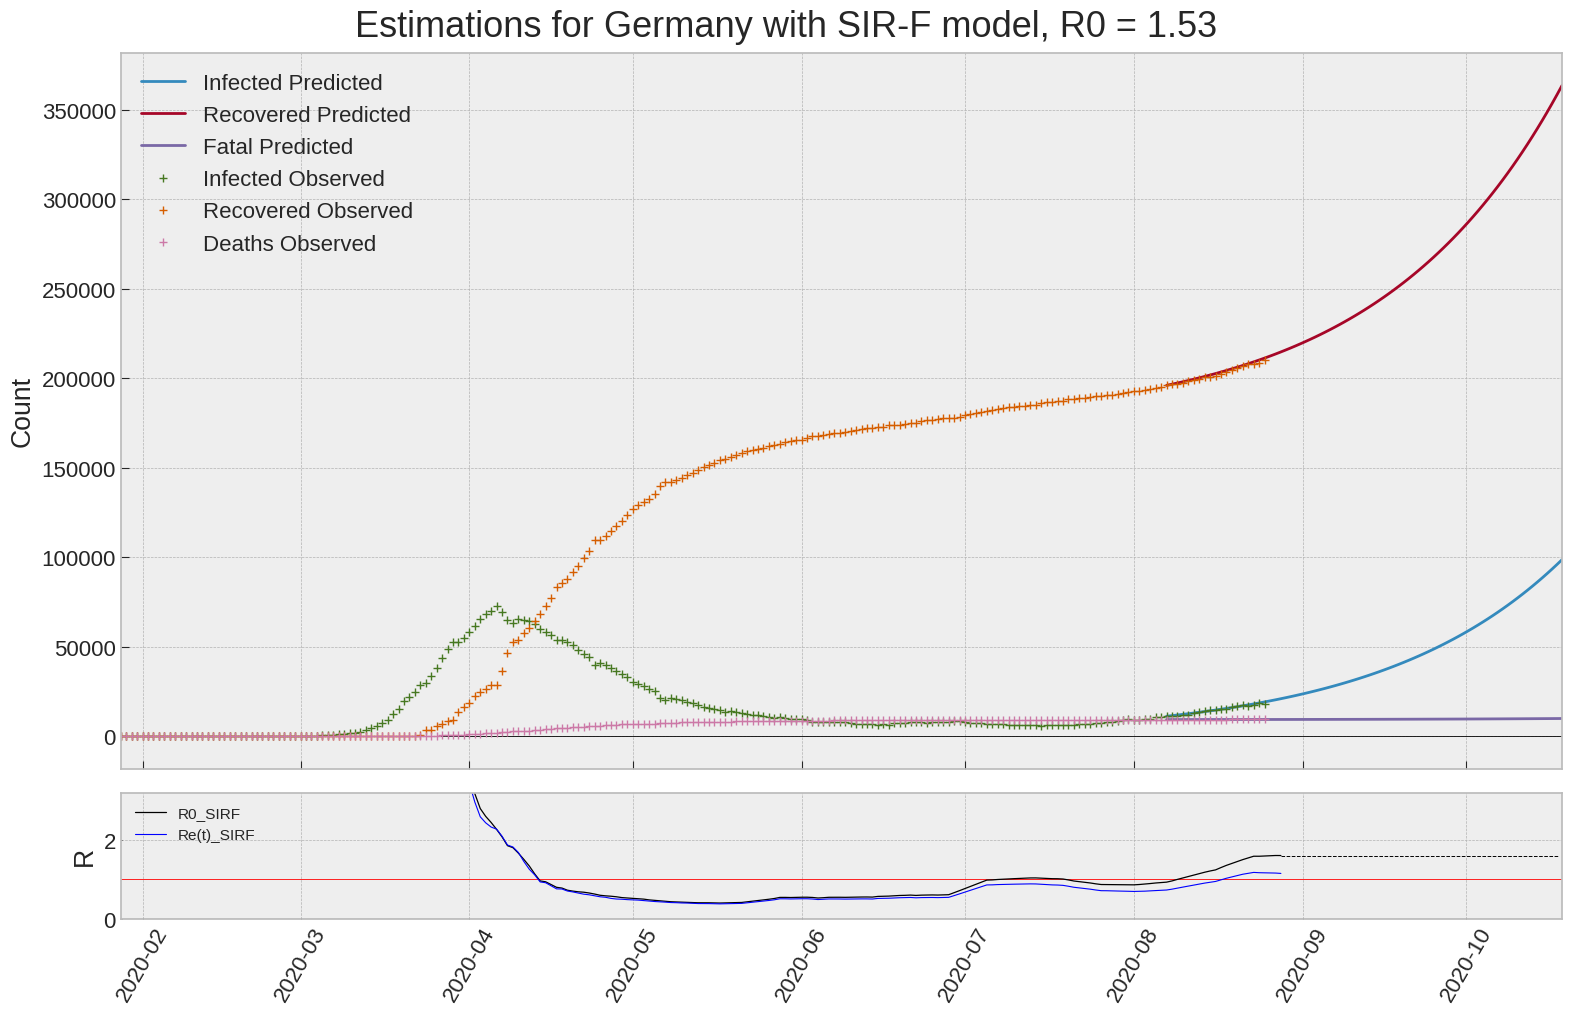 Estimations for Germany with SIR-F model, R0 = 1.53
Infected Predicted
Recovered Predicted
Fatal Predicted
Infected Observed
Recovered Observed
Deaths Observed
350000
300000
250000
200000
150000
100000
50000
0
Count
R0_SIRF
Re(t)_SIRF
2
0
R
2020-02
2020-03
2020-04
2020-05
2020-06
2020-07
2020-08
2020-09
2020-10